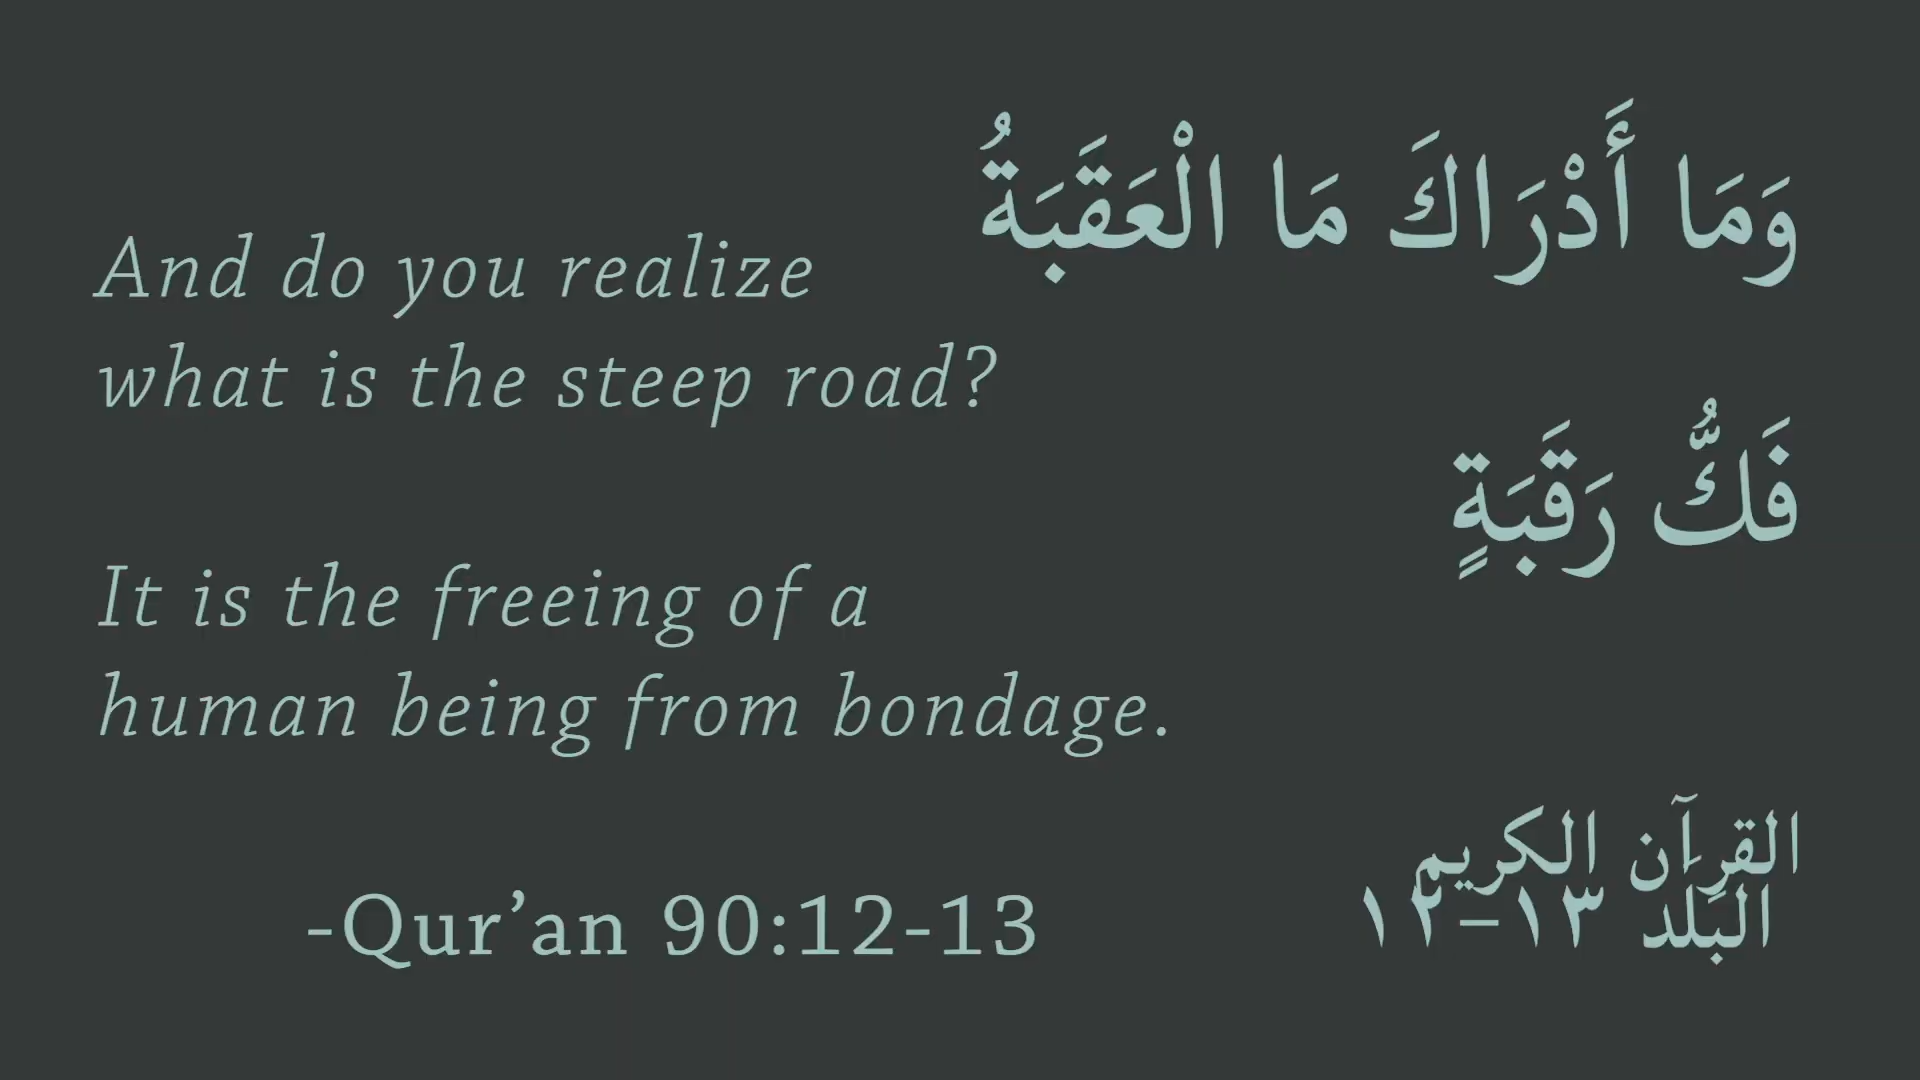 And do you realize
what is the steep road?
It is the freeing of a
human being from bondage.
-Qur’an 90:12-13
وَمَا أَدْرَاكَ مَا الْعَقَبَةُ
فَكُّ رَقَبَةٍ
القرآن الكريم
البلد ١٣–١٢